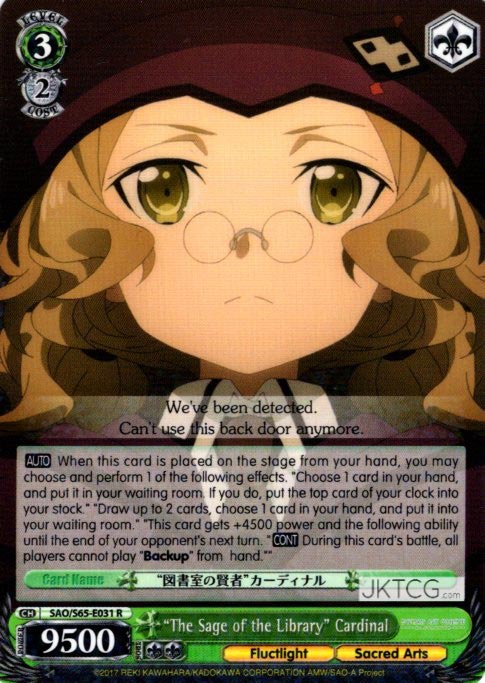 LEVEL
3
2
COST
We've been detected.
Can't use this back door anymore.
AUTO When this card is placed on the stage from your hand, you may
choose and perform 1 of the following effects. "Choose 1 card in your hand,
and put it in your waiting room. If you do, put the top card of your clock into
your stock." "Draw up to 2 cards, choose 1 card in your hand, and put it into
your waiting room." "This card gets +4500 power and the following ability
until the end of your opponent's next turn. "CONT During this card's battle, all
players cannot play "Backup" from hand.""
Card Name
"図書室の賢者"カーディナル
JKTCG.com
CH SAO/S65-E031 R
POWER
9500
SOUL
"The Sage of the Library" Cardinal
SWORD ART ONLINE
Fluctlight
Sacred Arts
©2017 REKI KAWAHARA/KADOKAWA CORPORATION AMW/SAO-A Project